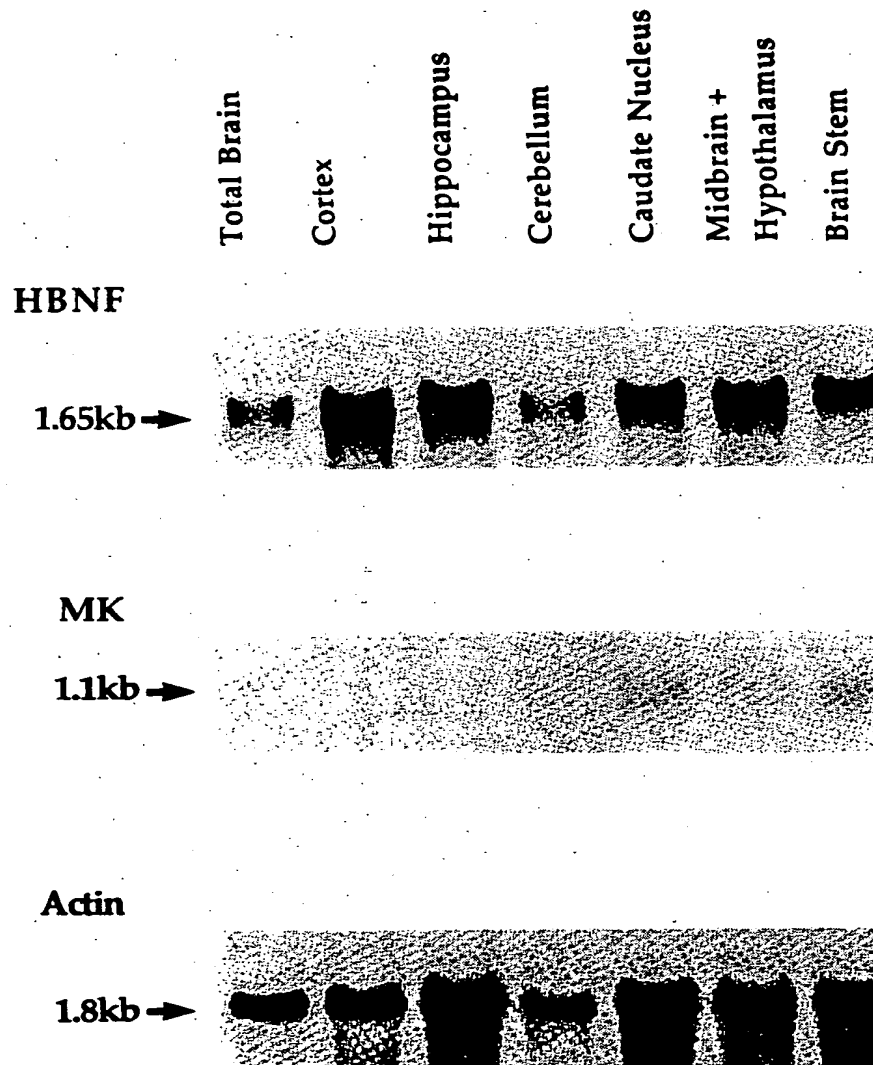 Total Brain
Cortex
Hippocampus
Cerebellum
Caudate Nucleus
Midbrain +
Hypothalamus
Brain Stem
HBNF
1.65kb
MK
1.1kb
Actin
1.8kb